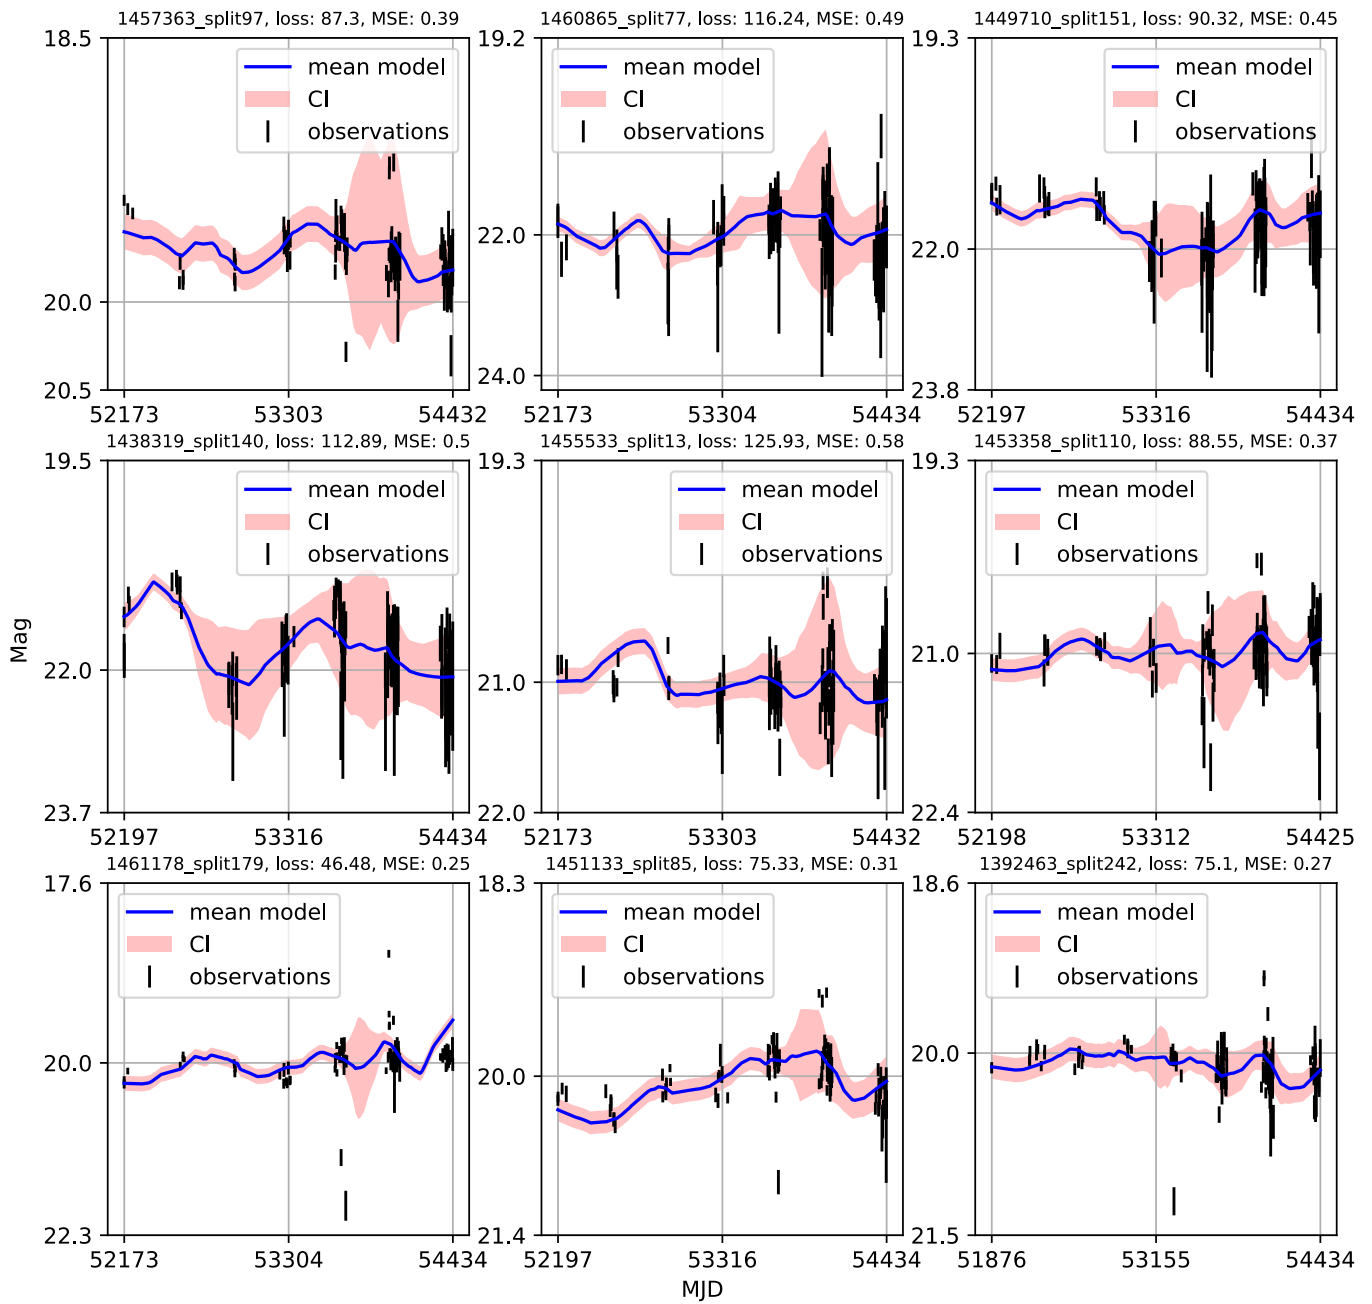 1457363_split97, loss: 87.3, MSE: 0.39
18.5
20.0
20.5
mean model
CI
observations
52173
53303
54432
1460865_split77, loss: 116.24, MSE: 0.49
19.2
22.0
24.0
mean model
CI
observations
52173
53304
54434
1449710_split151, loss: 90.32, MSE: 0.45
19.3
22.0
23.8
mean model
CI
observations
52197
53316
54434
1438319_split140, loss: 112.89, MSE: 0.5
19.5
22.0
23.7
mean model
CI
observations
52197
53316
54434
Mag
1455533_split13, loss: 125.93, MSE: 0.58
19.3
21.0
22.0
mean model
CI
observations
52173
53303
54432
1453358_split110, loss: 88.55, MSE: 0.37
19.3
21.0
22.4
mean model
CI
observations
52198
53312
54425
1461178_split179, loss: 46.48, MSE: 0.25
17.6
20.0
22.3
mean model
CI
observations
52173
53304
54434
1451133_split85, loss: 75.33, MSE: 0.31
18.3
20.0
21.4
mean model
CI
observations
52197
53316
54434
MJD
1392463_split242, loss: 75.1, MSE: 0.27
18.6
20.0
21.5
mean model
CI
observations
51876
53155
54434